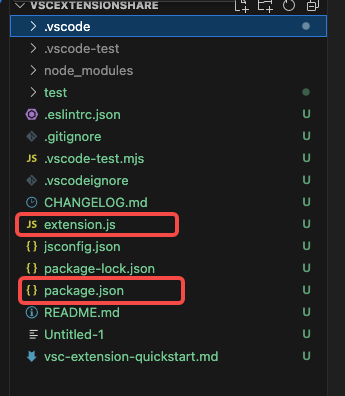 VSCEXTENSIONSHARE
.vscode
.vscode-test
node_modules
test
.eslintrc.json U
.gitignore U
JS .vscode-test.mjs U
.vscodeignore U
CHANGELOG.md U
JS extension.js U
{} jsconfig.json U
{} package-lock.json U
{} package.json U
README.md U
Untitled-1 U
vsc-extension-quickstart.md U